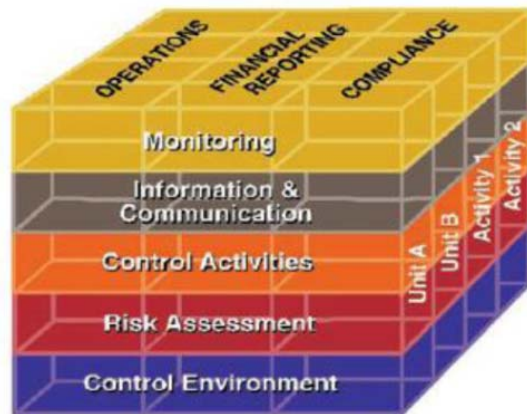 OPERATIONS
FINANCIAL
REPORTING
COMPLIANCE
Monitoring
Information &
Communication
Control Activities
Risk Assessment
Control Environment
Unit A
Unit B
Activity 1
Activity 2